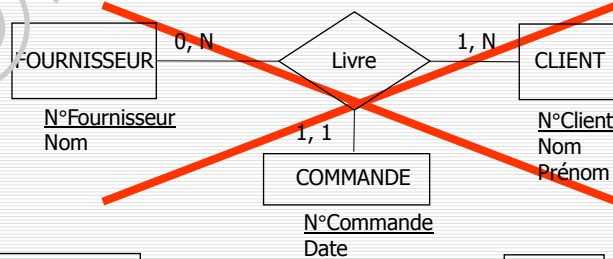 0, N
1, N
FOURNISSEUR
Livre
CLIENT
N°Fournisseur
Nom
N°Client
Nom
Prénom
1, 1
COMMANDE
N°Commande
Date